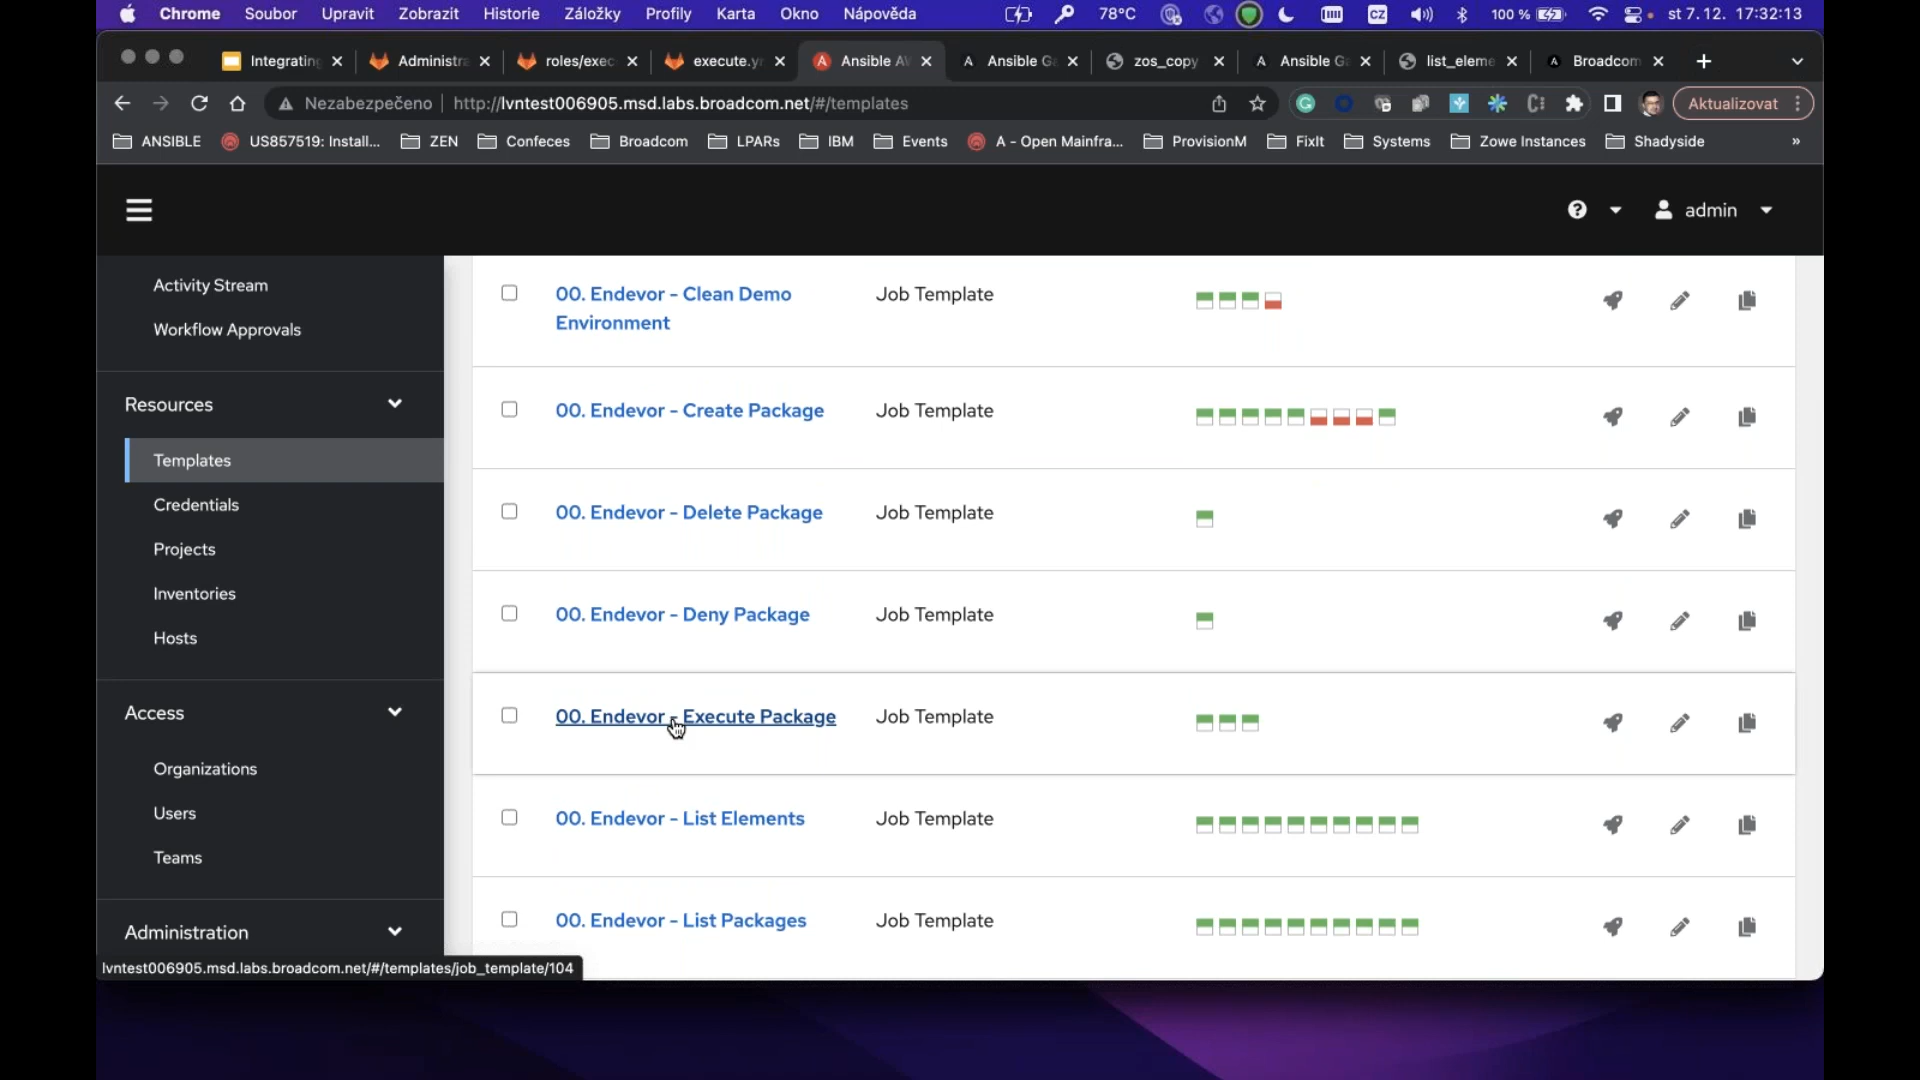 Chrome Soubor Upravit Zobrazit Historie Záložky Profily Karta Okno Nápověda 78°C CZ 100 % st 7. 12. 17:32:13
Integrating Administra roles/exec execute.y Ansible A Ansible G zos_copy Ansible G list_eleme Broadcom
Nezabezpečeno http://lvntest006905.msd.labs.broadcom.net/#/templates Aktualizovat
ANSIBLE US857519: Install... ZEN Confeces Broadcom LPARs IBM Events A - Open Mainfra... ProvisionM FixIt Systems Zowe Instances Shadyside »
admin
Activity Stream
Workflow Approvals
Resources
Templates
Credentials
Projects
Inventories
Hosts
Access
Organizations
Users
Teams
Administration
00. Endevor - Clean Demo Environment Job Template
00. Endevor - Create Package Job Template
00. Endevor - Delete Package Job Template
00. Endevor - Deny Package Job Template
00. Endevor - Execute Package Job Template
00. Endevor - List Elements Job Template
00. Endevor - List Packages Job Template
lvntest006905.msd.labs.broadcom.net/#/templates/job_template/104